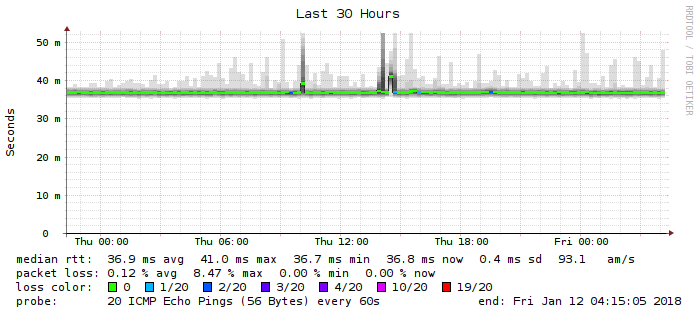 Last 30 Hours
RRDTOOL / TOBI OETIKER
Seconds
50 m
40 m
30 m
20 m
10 m
0
Thu 00:00 Thu 06:00 Thu 12:00 Thu 18:00 Fri 00:00
median rtt: 36.9 ms avg 41.0 ms max 36.7 ms min 36.8 ms now 0.4 ms sd 93.1 am/s
packet loss: 0.12 % avg 8.47 % max 0.00 % min 0.00 % now
loss color: 0 1/20 2/20 3/20 4/20 10/20 19/20
probe: 20 ICMP Echo Pings (56 Bytes) every 60s end: Fri Jan 12 04:15:05 2018